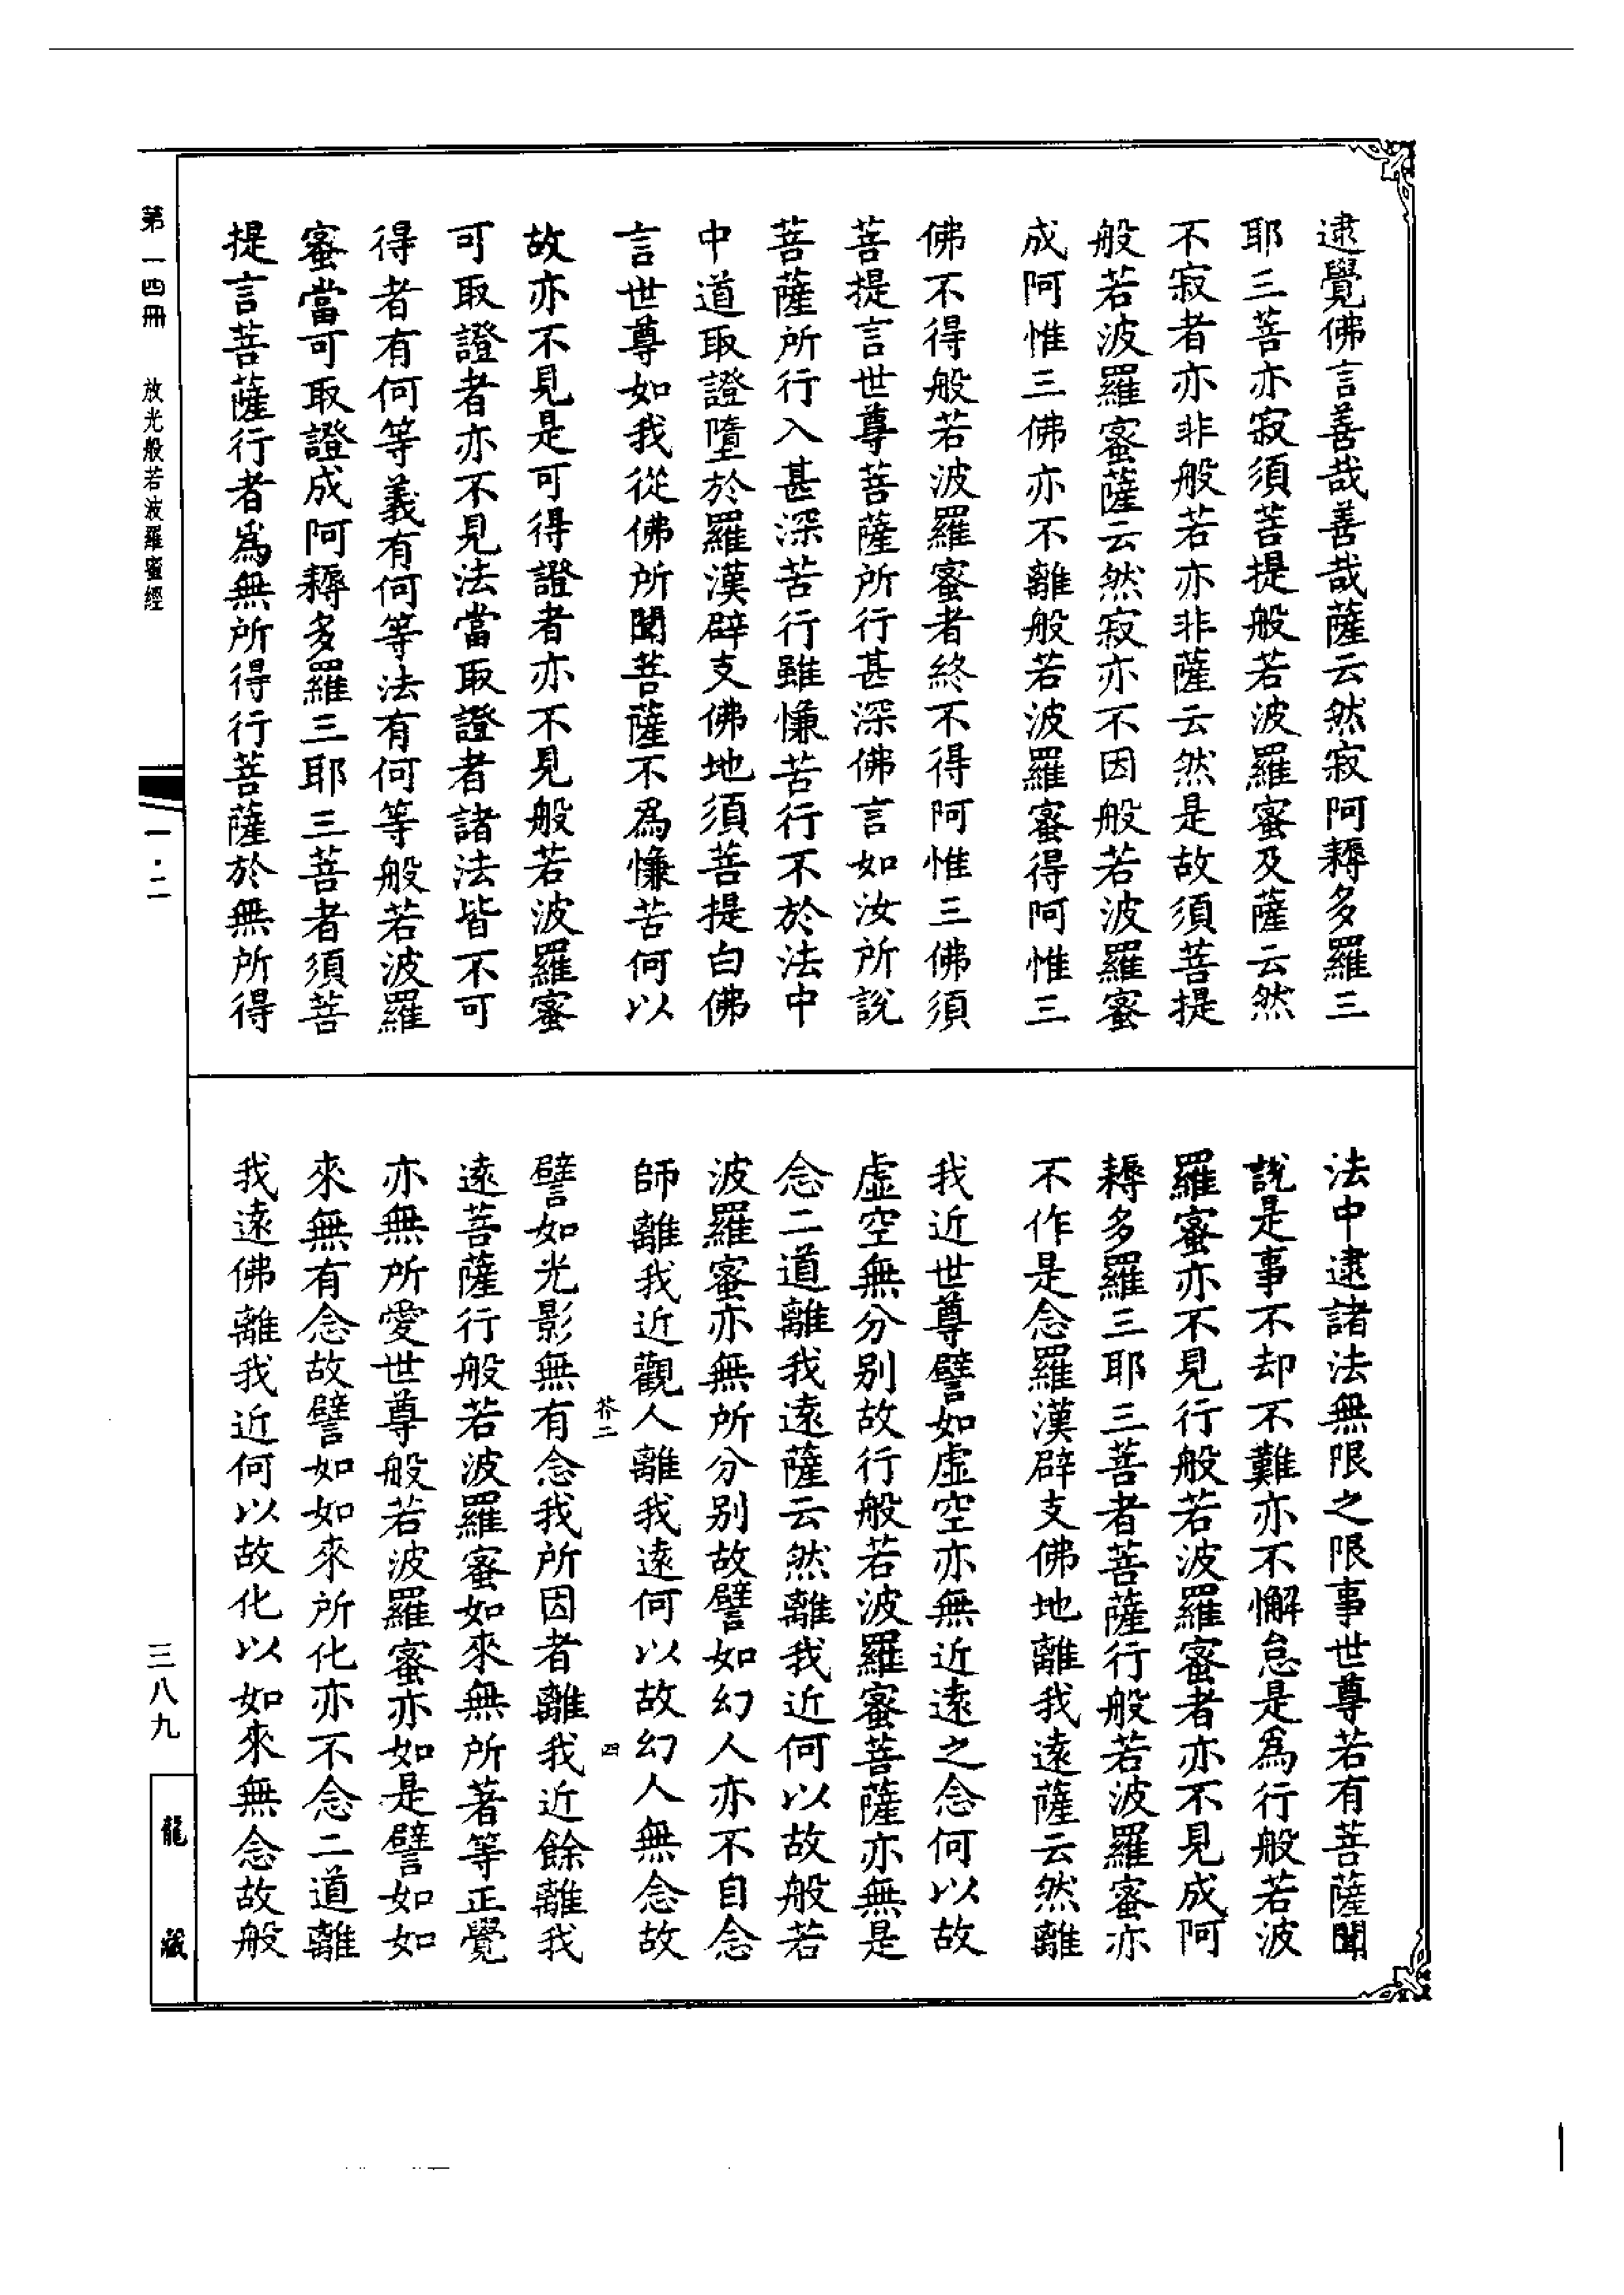 逮覺佛言善哉善哉薩云然寂阿耨多羅三
耶三菩亦寂須菩提般若波羅蜜及薩云然
不寂者亦非般若亦非薩云然是故須菩提
般若波羅蜜薩云然寂亦不因般若波羅蜜
成阿惟三佛亦不離般若波羅蜜得阿惟三
佛不得般若波羅蜜者終不得阿惟三佛須
菩提言世尊菩薩所行甚深佛言如汝所說
菩薩所行入甚深苦行雖慊苦行不於法中
中道取證墮於羅漢辟支佛地須菩提白佛
言世尊如我從佛所聞菩薩不為慊苦何以
故亦不見是可得證者亦不見般若波羅蜜
可取證者亦不見法當取證者諸法皆不可
得者有何等義有何等法有何等般若波羅
蜜當可取證成阿耨多羅三耶三菩者須菩
提言菩薩行者為無所得行菩薩於無所得
法中逮諸法無限之限事世尊若有菩薩聞
說是事不却不難亦不懈怠是為行般若波
羅蜜亦不見行般若波羅蜜者亦不見成阿
耨多羅三耶三菩者菩薩行般若波羅蜜亦
不作是念羅漢辟支佛地離我遠薩云然離
我近世尊譬如虛空亦無近遠之念何以故
虛空無分別故行般若波羅蜜菩薩亦無是
念二道離我遠薩云然離我近何以故般若
波羅蜜亦無所分別故譬如幻人亦不自念
師離我近觀人離我遠何以故幻人無念故
芥二 四
譬如光影無有念我所因者離我近餘離我
遠菩薩行般若波羅蜜如來無所著等正覺
亦無所愛世尊般若波羅蜜亦如是譬如如
來無有念故譬如如來所化亦不念二道離
我遠佛離我近何以故化以如來無念故般
第一四冊 放光般若波羅蜜經
一·二
三八九
龍藏